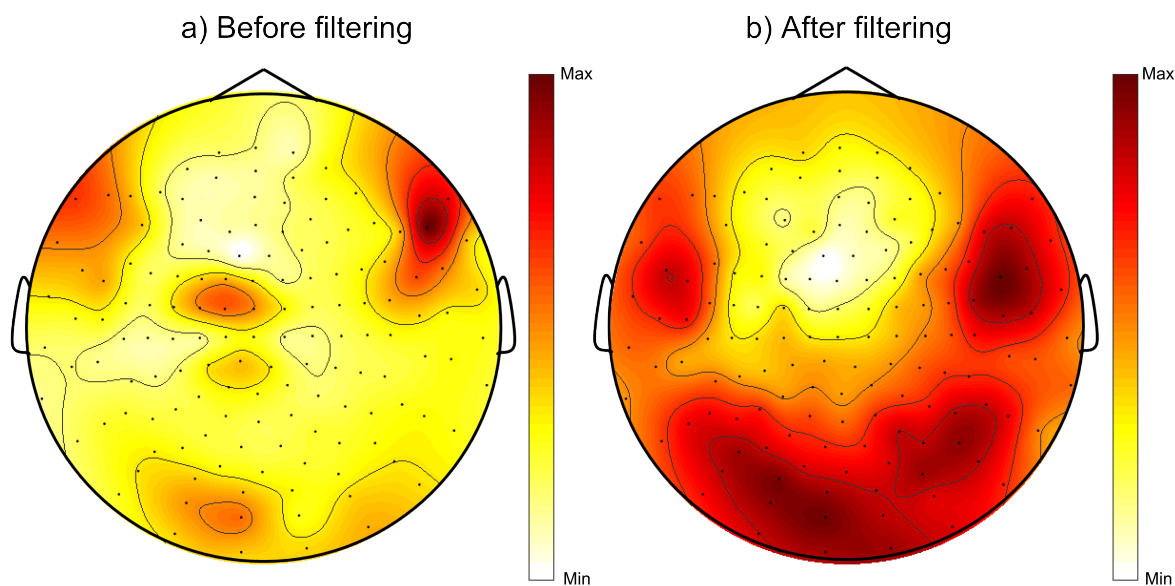 a) Before filtering
b) After filtering
Max
Max
Min
Min